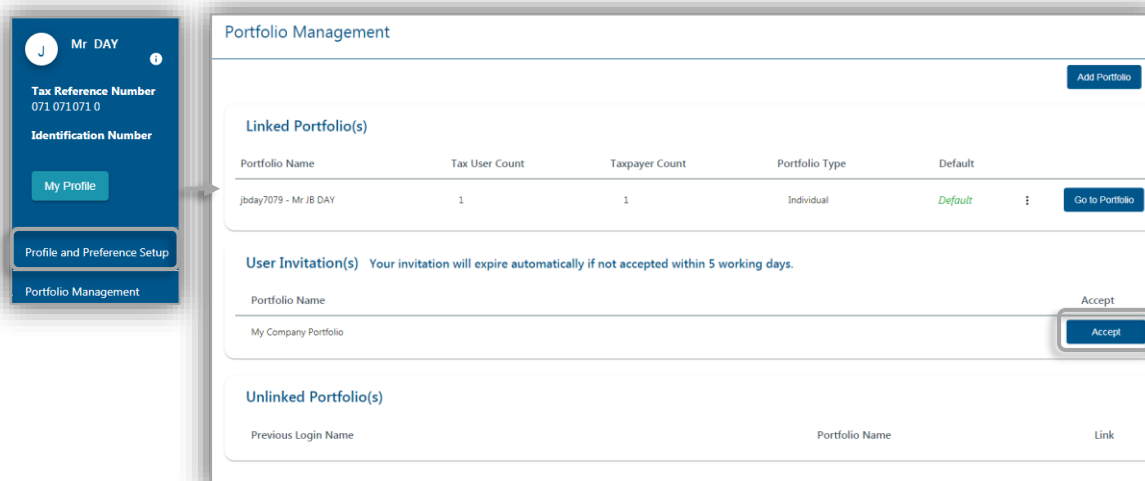 J
Mr DAY
Tax Reference Number
071 071071 0
Identification Number
My Profile
Profile and Preference Setup
Portfolio Management
Portfolio Management
Add Portfolio
Linked Portfolio(s)
Portfolio Name Tax User Count Taxpayer Count Portfolio Type Default
jbday7079 - Mr JB DAY 1 1 Individual Default Go to Portfolio
User Invitation(s) Your invitation will expire automatically if not accepted within 5 working days.
Portfolio Name Accept
My Company Portfolio Accept
Unlinked Portfolio(s)
Previous Login Name Portfolio Name Link